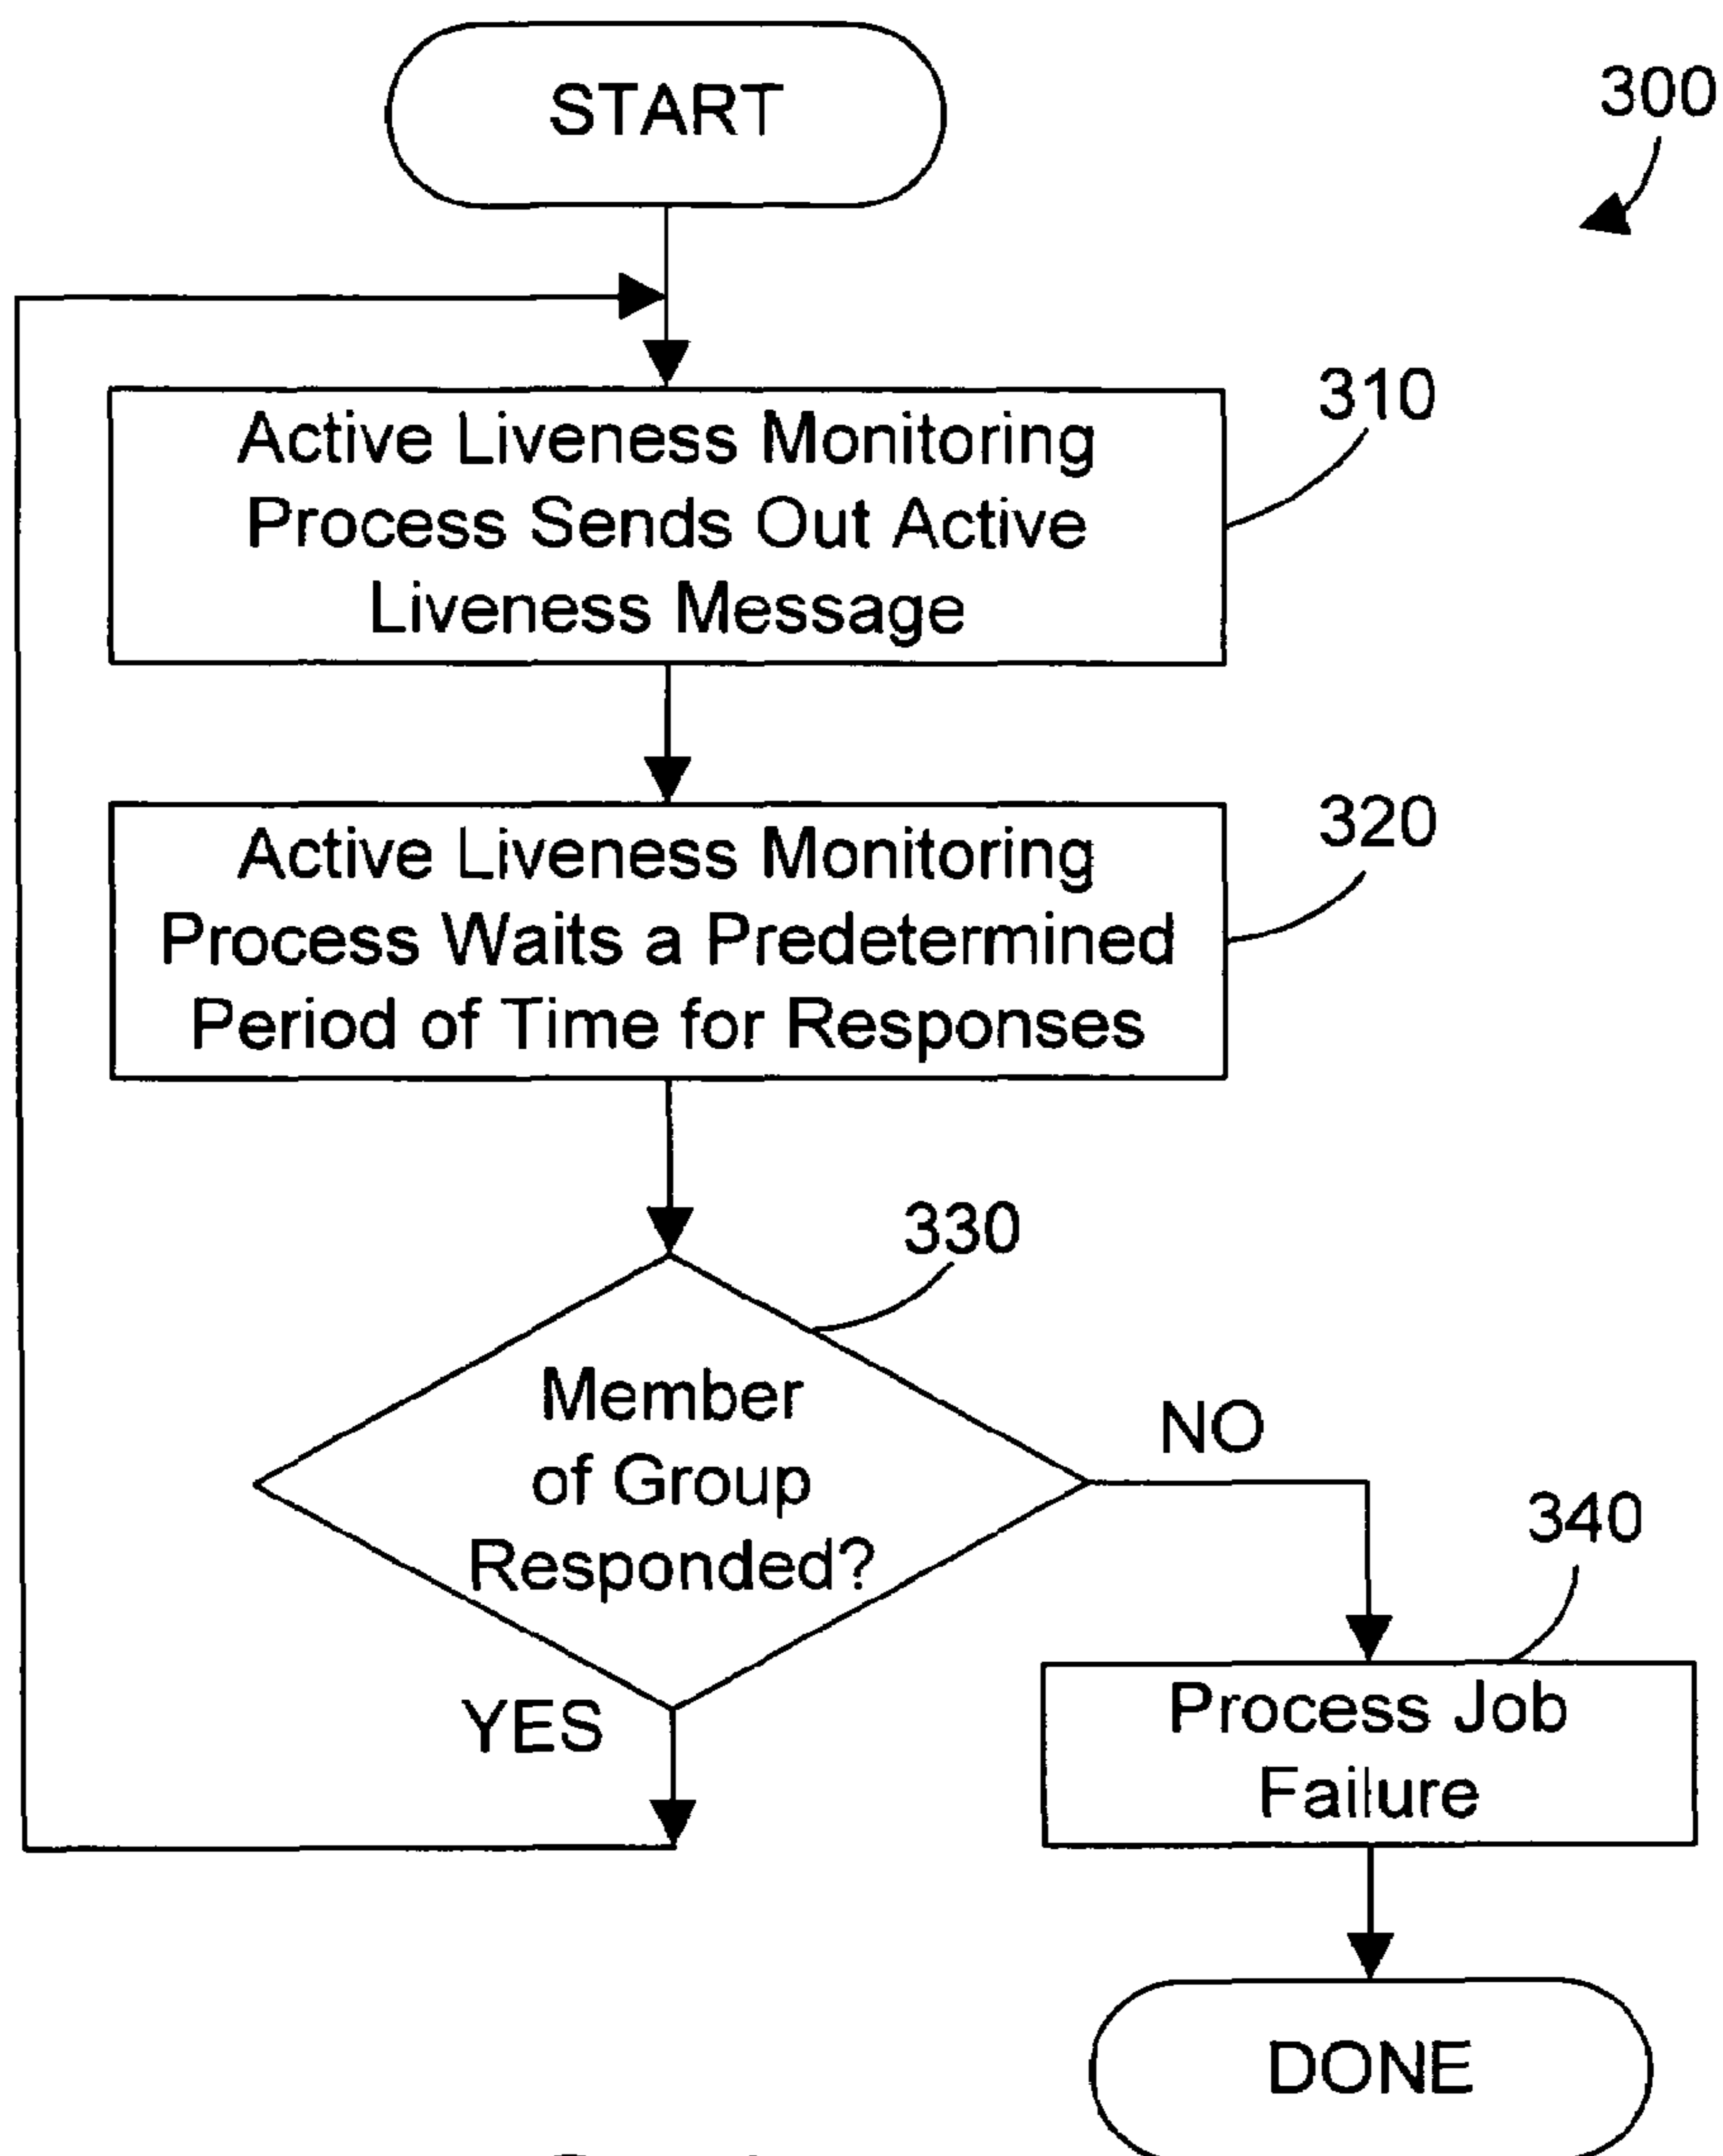 START
300
310
Active Liveness Monitoring
Process Sends Out Active
Liveness Message
320
Active Liveness Monitoring
Process Waits a Predetermined
Period of Time for Responses
330
Member
of Group
Responded?
NO
YES
340
Process Job
Failure
DONE